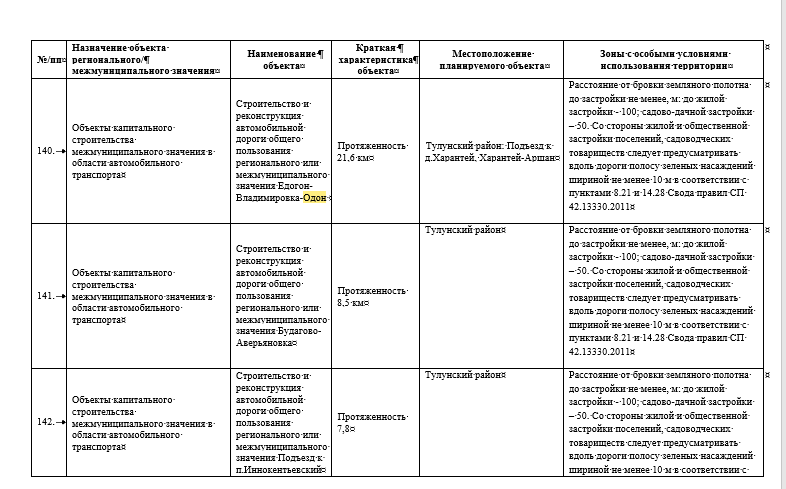 №/пп
Назначение объекта
регионального/
межмуниципального значения
Наименование
объекта
Краткая
характеристика
объекта
Местоположение
планируемого объекта
Зоны с особыми условиями
использования территории
140.
Объекты капитального
строительства
межмуниципального значения в
области автомобильного
транспорта
Строительство и
реконструкция
автомобильной
дороги общего
пользования
регионального или
межмуниципального
значения Едогон-
Владимировка-Одон
Протяженность
21,6 км
Тулунский район: Подъезд к
д.Харантей, Харантей-Аршан
Расстояние от бровки земляного полотна
до застройки не менее, м: до жилой
застройки - 100; садово-дачной застройки
– 50. Со стороны жилой и общественной
застройки поселений, садоводческих
товариществ следует предусматривать
вдоль дороги полосу зеленых насаждений
шириной не менее 10 м в соответствии с
пунктами 8.21 и 14.28 Свода правил СП
42.13330.2011
141.
Объекты капитального
строительства
межмуниципального значения в
области автомобильного
транспорта
Строительство и
реконструкция
автомобильной
дороги общего
пользования
регионального или
межмуниципального
значения Будагово-
Аверьяновка
Протяженность
8,5 км
Тулунский район
Расстояние от бровки земляного полотна
до застройки не менее, м: до жилой
застройки - 100; садово-дачной застройки
– 50. Со стороны жилой и общественной
застройки поселений, садоводческих
товариществ следует предусматривать
вдоль дороги полосу зеленых насаждений
шириной не менее 10 м в соответствии с
пунктами 8.21 и 14.28 Свода правил СП
42.13330.2011
142.
Объекты капитального
строительства
межмуниципального значения в
области автомобильного
транспорта
Строительство и
реконструкция
автомобильной
дороги общего
пользования
регионального или
межмуниципального
значения Подъезд к
п.Иннокентьевский
Протяженность
7,8
Тулунский район
Расстояние от бровки земляного полотна
до застройки не менее, м: до жилой
застройки - 100; садово-дачной застройки
– 50. Со стороны жилой и общественной
застройки поселений, садоводческих
товариществ следует предусматривать
вдоль дороги полосу зеленых насаждений
шириной не менее 10 м в соответствии с